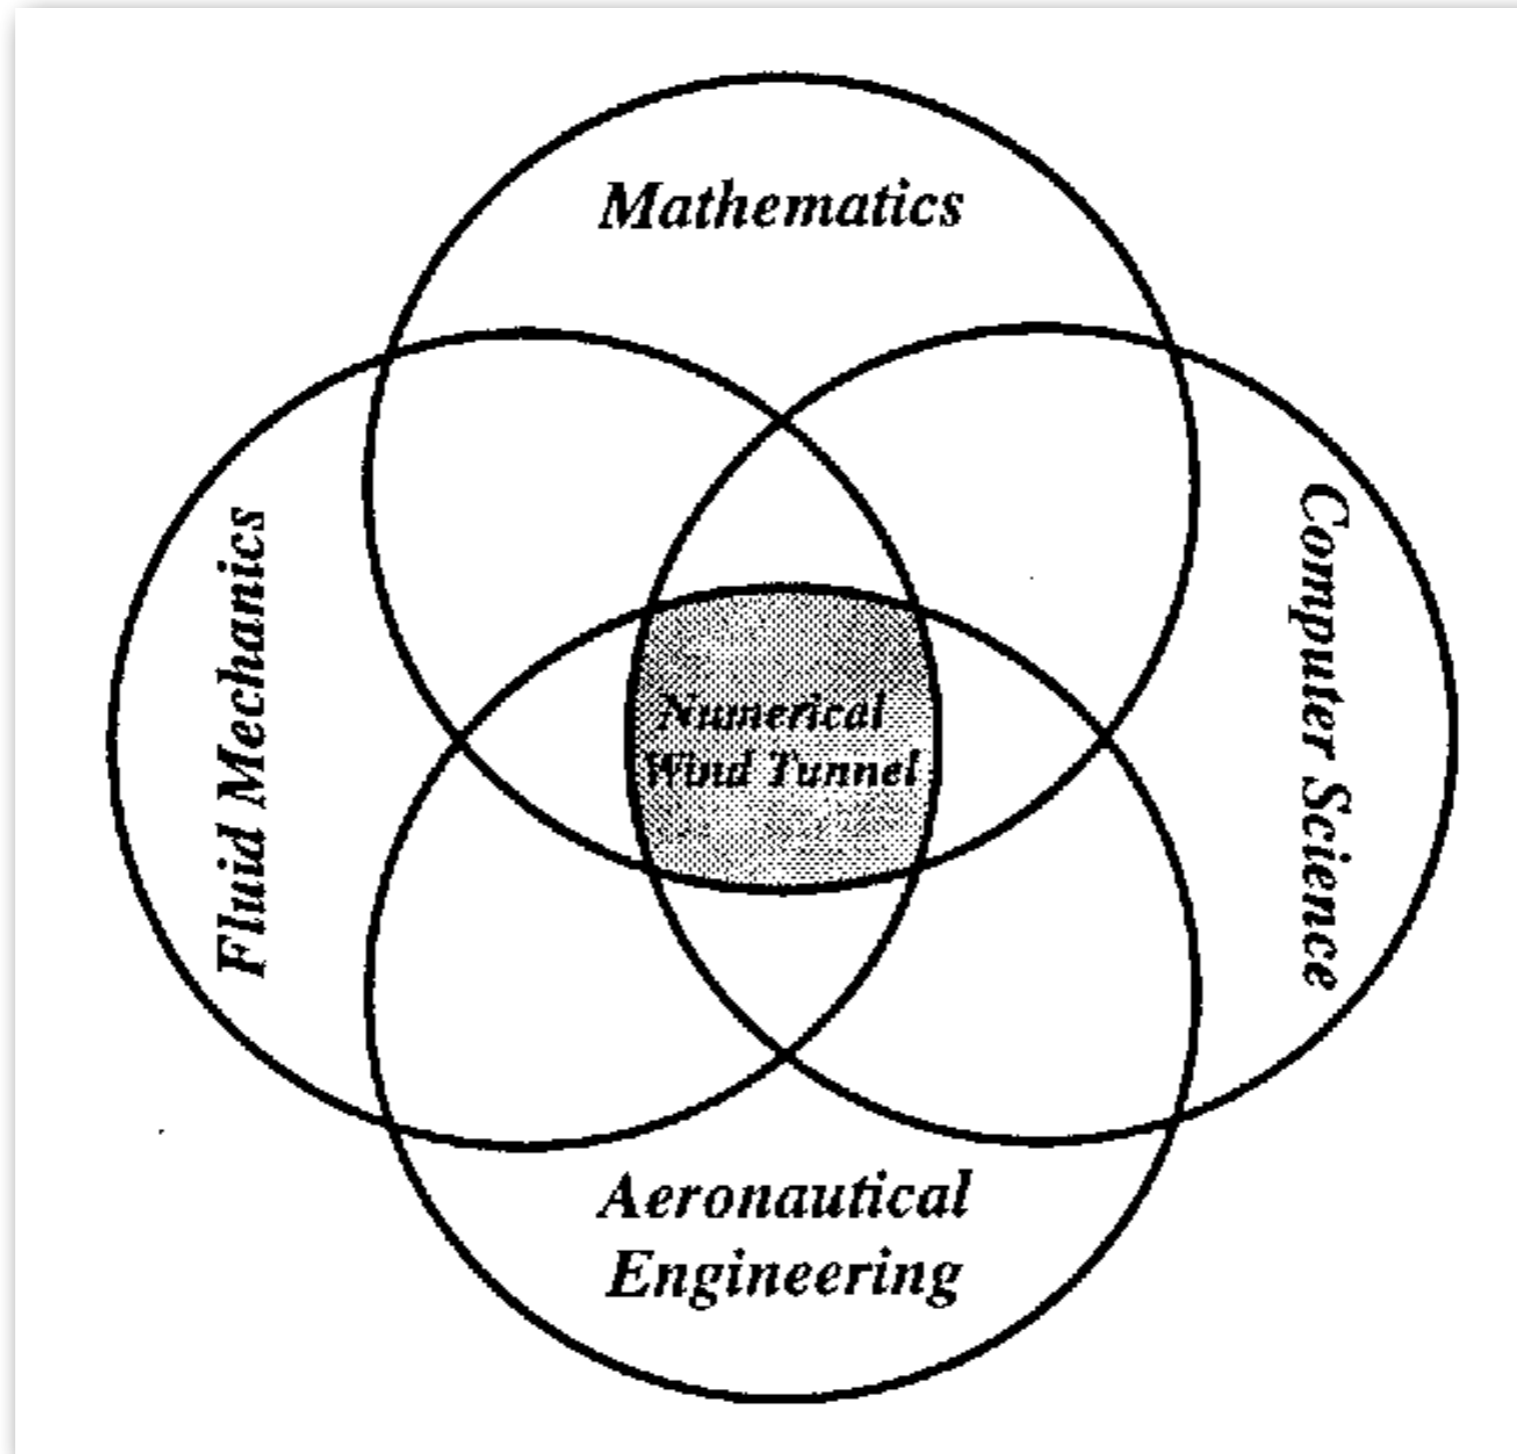 Mathematics
Fluid Mechanics
Computer Science
Numerical
Wind Tunnel
Aeronautical
Engineering